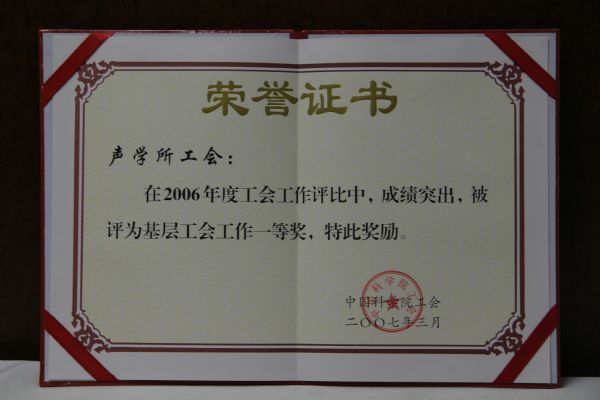 荣誉证书
声学所工会：
在2006年度工会工作评比中，成绩突出，被
评为基层工会工作一等奖，特此奖励。
中国科学院工会
二〇〇七年三月